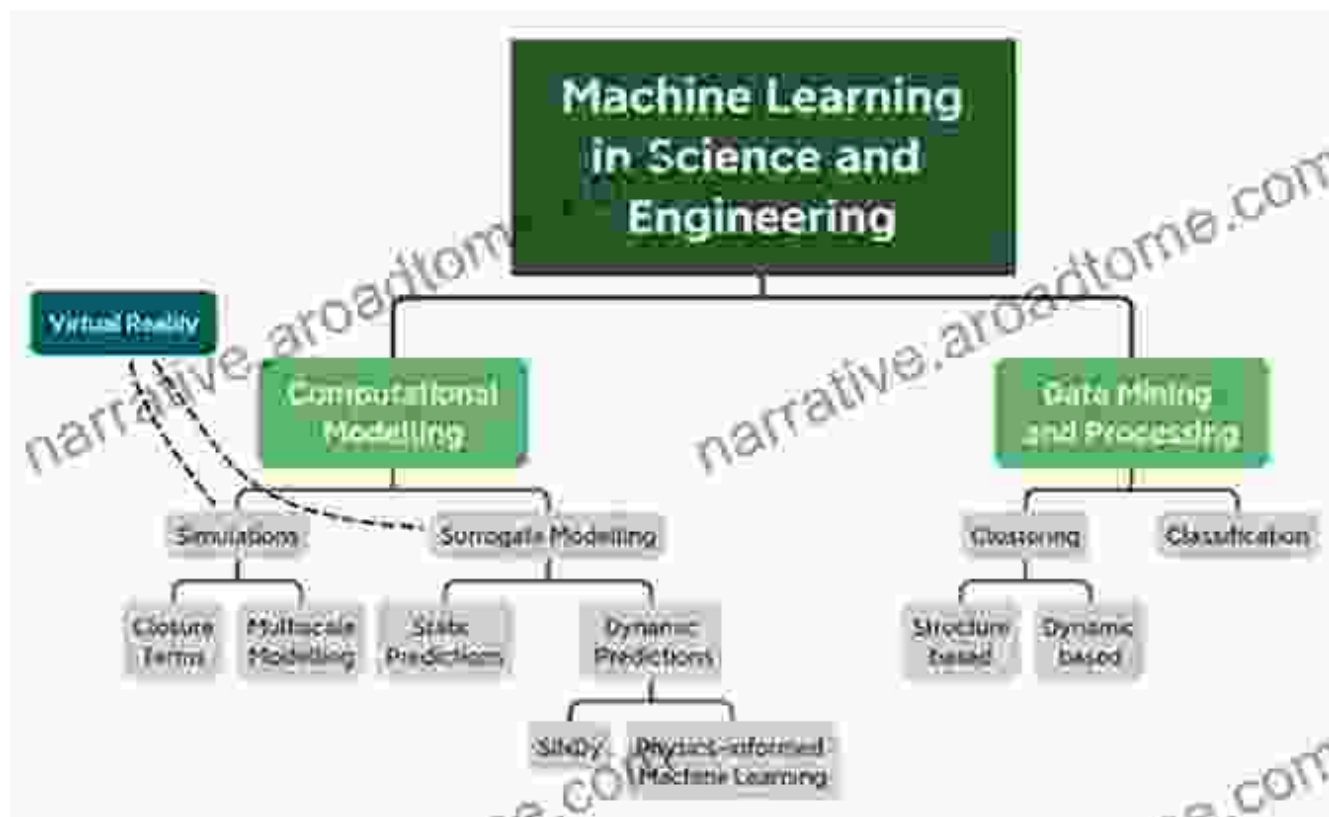 Machine Learning
in Science and
Engineering
narrative.aroadtome.com
narrative.aroadtom
Virtual Reality
Computational
Modelling
Data Mining
and Processing
Simulations
Surrogate Modelling
Clustering
Classification
Closure
Terms
Multiscale
Modelling
Static
Predictions
Dynamic
Predictions
Structure
based
Dynamic
based
SINDy
Physics-informed
Machine Learning
e.com
e.com